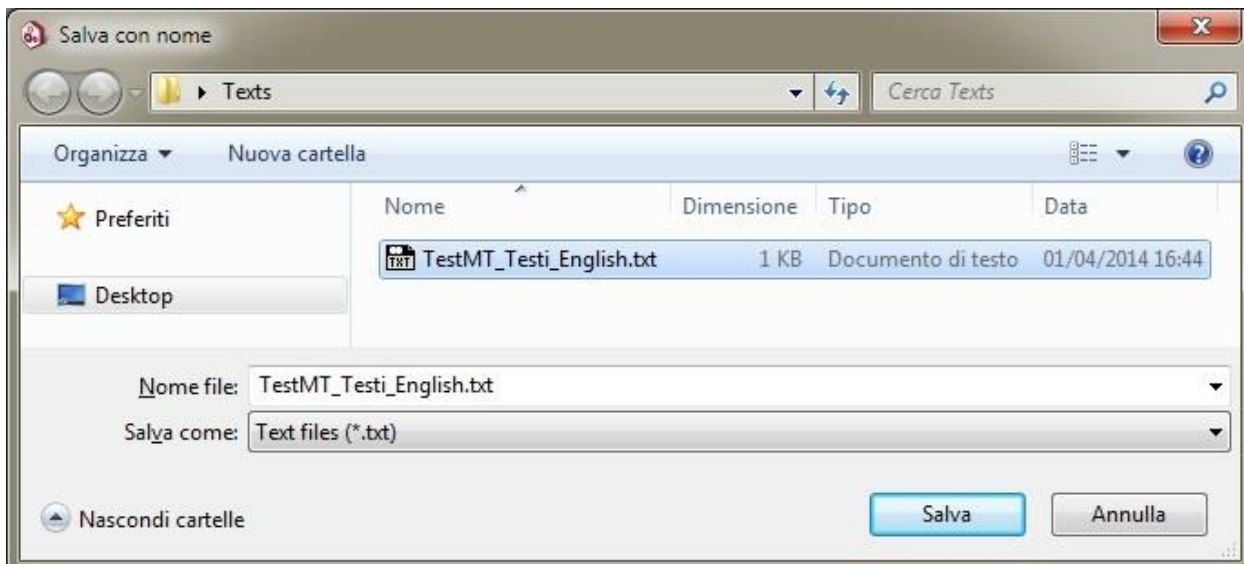 Salva con nome
Texts Cerca Texts
Organizza Nuova cartella
Preferiti
Desktop
Nome Dimensione Tipo Data
TXT TestMT_Testi_English.txt 1 KB Documento di testo 01/04/2014 16:44
Nome file: TestMT_Testi_English.txt
Salva come: Text files (*.txt)
Nascondi cartelle Salva Annulla